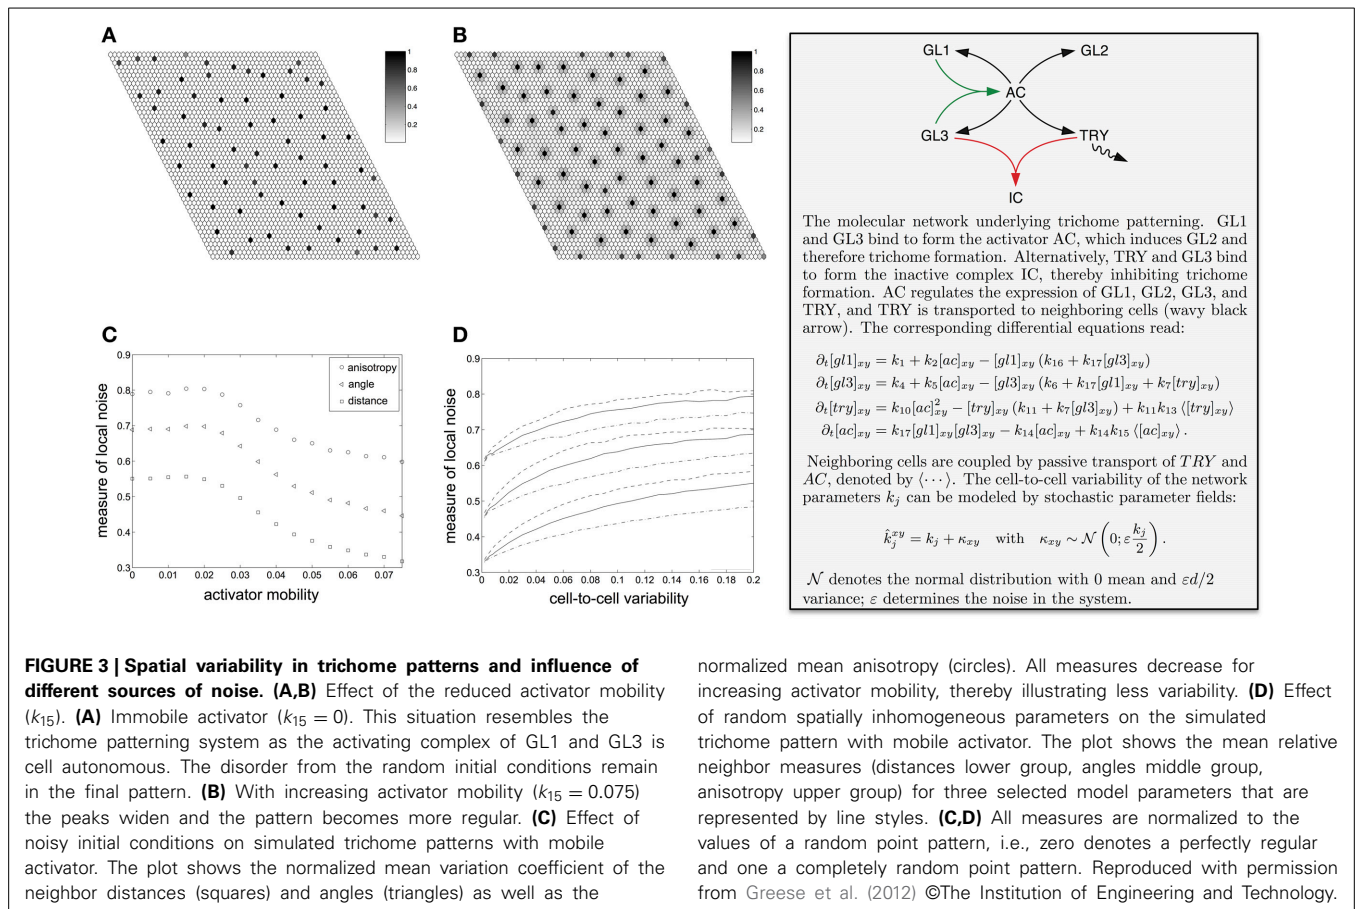 A
1
0.8
0.6
0.4
0.2
B
1
0.8
0.6
0.4
0.2
GL1
GL2
AC
GL3
TRY
IC
The molecular network underlying trichome patterning. GL1
and GL3 bind to form the activator AC, which induces GL2 and
therefore trichome formation. Alternatively, TRY and GL3 bind
to form the inactive complex IC, thereby inhibiting trichome
formation. AC regulates the expression of GL1, GL2, GL3, and
TRY, and TRY is transported to neighboring cells (wavy black
arrow). The corresponding differential equations read:
∂ₜ[gl1]ₓᵧ = k₁ + k₂[ac]ₓᵧ − [gl1]ₓᵧ (k₁₆ + k₁₇[gl3]ₓᵧ)
∂ₜ[gl3]ₓᵧ = k₄ + k₅[ac]ₓᵧ − [gl3]ₓᵧ (k₆ + k₁₇[gl1]ₓᵧ + k₇[try]ₓᵧ)
∂ₜ[try]ₓᵧ = k₁₀[ac]²ₓᵧ − [try]ₓᵧ (k₁₁ + k₇[gl3]ₓᵧ) + k₁₁k₁₃ ⟨[try]ₓᵧ⟩
∂ₜ[ac]ₓᵧ = k₁₇[gl1]ₓᵧ[gl3]ₓᵧ − k₁₄[ac]ₓᵧ + k₁₄k₁₅ ⟨[ac]ₓᵧ⟩ .
Neighboring cells are coupled by passive transport of TRY and
AC, denoted by ⟨· · ·⟩. The cell-to-cell variability of the network
parameters kⱼ can be modeled by stochastic parameter fields:
k̂ⱼˣʸ = kⱼ + κₓᵧ with κₓᵧ ∼ 𝒩 (0; ε kⱼ/2) .
𝒩 denotes the normal distribution with 0 mean and εd/2
variance; ε determines the noise in the system.
C
measure of local noise
0.9
0.8
0.7
0.6
0.5
0.4
0.3
0 0.01 0.02 0.03 0.04 0.05 0.06 0.07
activator mobility
anisotropy
angle
distance
D
measure of local noise
0.9
0.8
0.7
0.6
0.5
0.4
0.3
0 0.02 0.04 0.06 0.08 0.1 0.12 0.14 0.16 0.18 0.2
cell-to-cell variability
FIGURE 3 | Spatial variability in trichome patterns and influence of
different sources of noise. (A,B) Effect of the reduced activator mobility
(k₁₅). (A) Immobile activator (k₁₅ = 0). This situation resembles the
trichome patterning system as the activating complex of GL1 and GL3 is
cell autonomous. The disorder from the random initial conditions remain
in the final pattern. (B) With increasing activator mobility (k₁₅ = 0.075)
the peaks widen and the pattern becomes more regular. (C) Effect of
noisy initial conditions on simulated trichome patterns with mobile
activator. The plot shows the normalized mean variation coefficient of the
neighbor distances (squares) and angles (triangles) as well as the
normalized mean anisotropy (circles). All measures decrease for
increasing activator mobility, thereby illustrating less variability. (D) Effect
of random spatially inhomogeneous parameters on the simulated
trichome pattern with mobile activator. The plot shows the mean relative
neighbor measures (distances lower group, angles middle group,
anisotropy upper group) for three selected model parameters that are
represented by line styles. (C,D) All measures are normalized to the
values of a random point pattern, i.e., zero denotes a perfectly regular
and one a completely random point pattern. Reproduced with permission
from Greese et al. (2012) ©The Institution of Engineering and Technology.